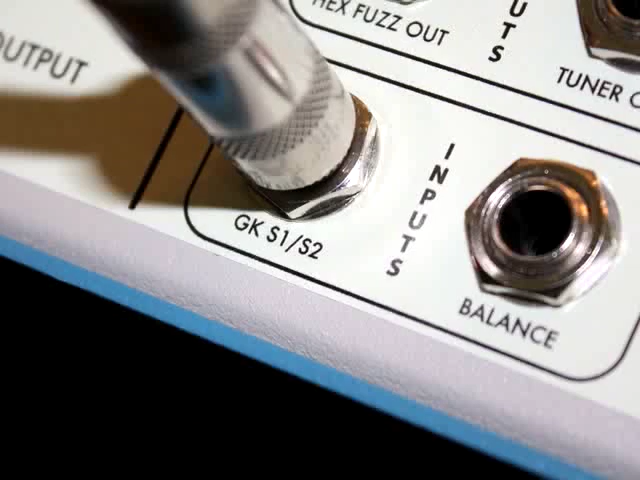 HEX FUZZ OUT
UTS
TUNER
OUTPUT
INPUTS
GK S1/S2
BALANCE